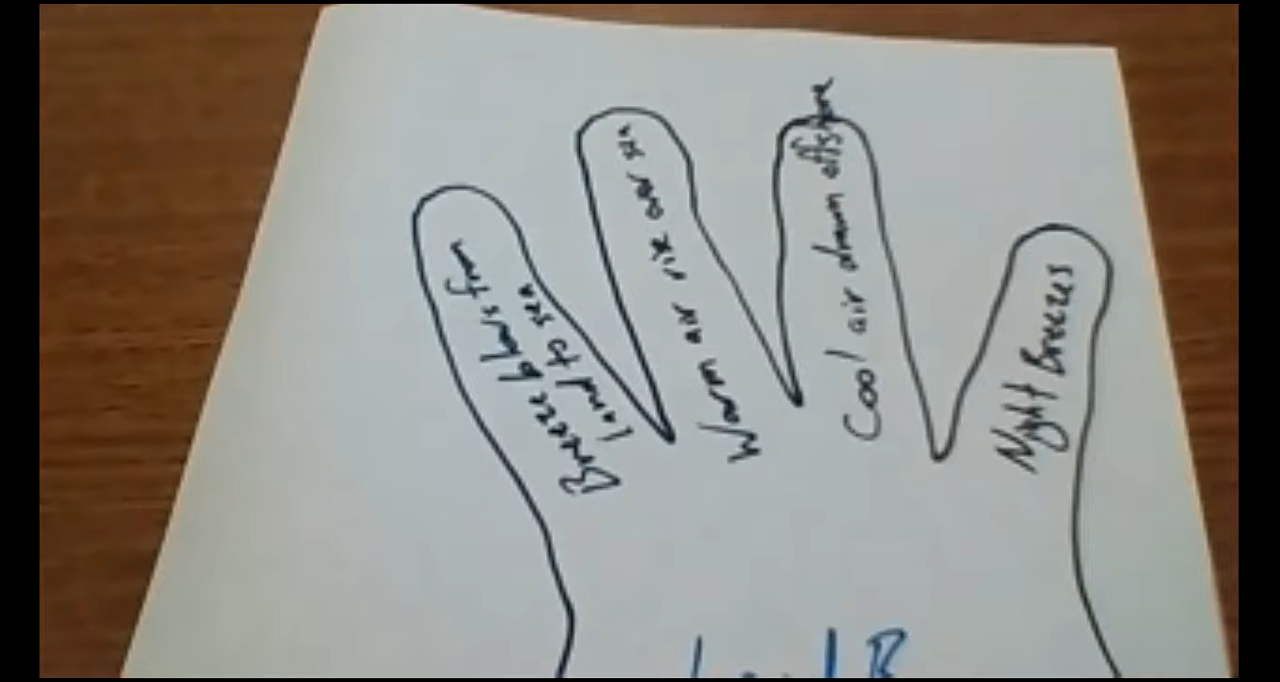 Breeze blows from
land to sea
Warm air rise over sea
Cool air drawn offshore
Night Breezes